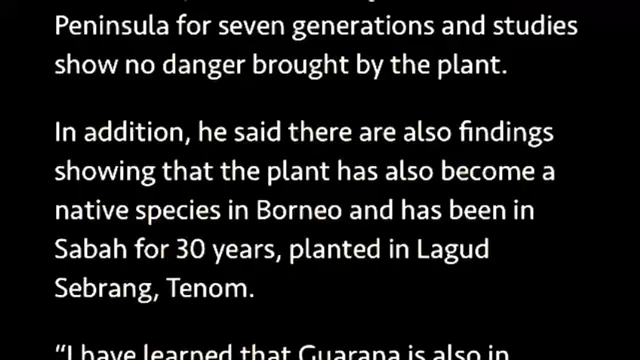 Peninsula for seven generations and studies
show no danger brought by the plant.
In addition, he said there are also findings
showing that the plant has also become a
native species in Borneo and has been in
Sabah for 30 years, planted in Lagud
Sebrang, Tenom.
“I have learned that Guarana is also in